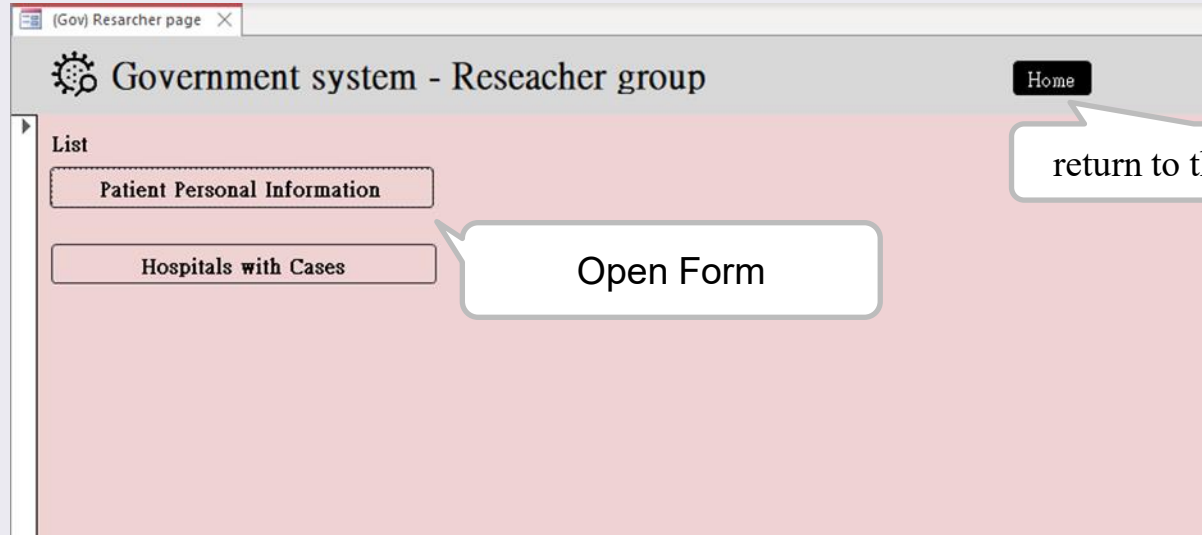 (Gov) Resarcher page
Government system - Reseacher group
Home
List
return to
Patient Personal Information
Open Form
Hospitals with Cases